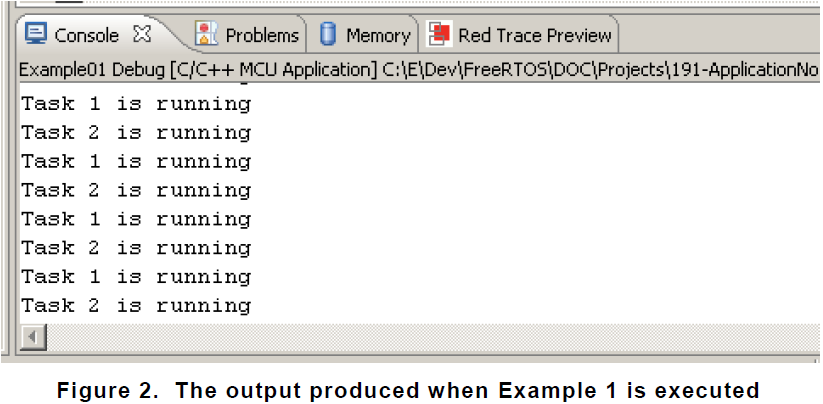 Console Problems Memory Red Trace Preview
Example01 Debug [C/C++ MCU Application] C:\E\Dev\FreeRTOS\DOC\Projects\191-ApplicationNo
Task 1 is running
Task 2 is running
Task 1 is running
Task 2 is running
Task 1 is running
Task 2 is running
Task 1 is running
Task 2 is running
Figure 2. The output produced when Example 1 is executed